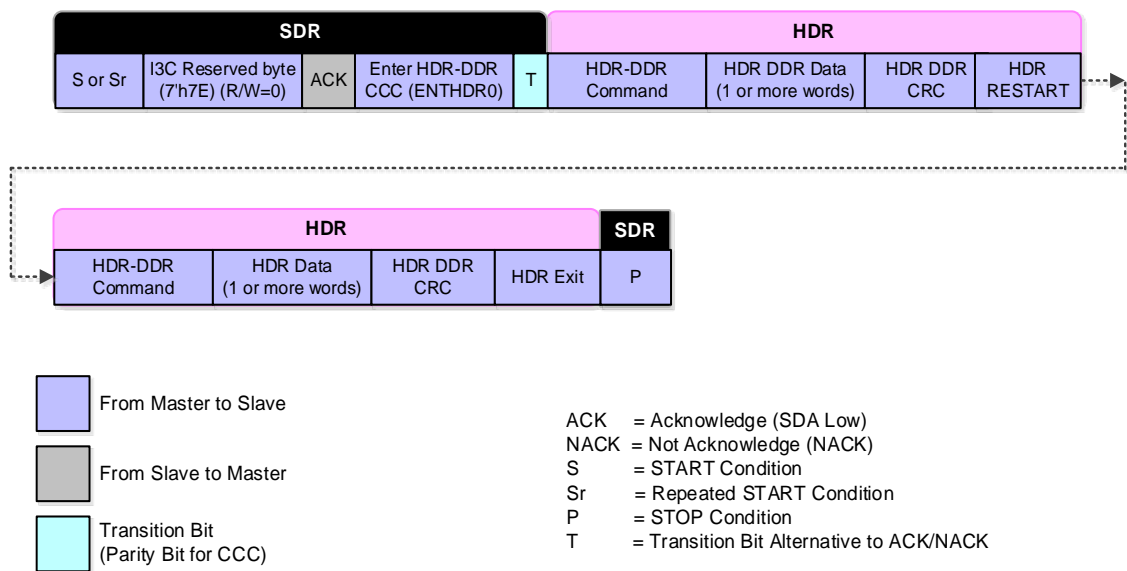 SDR
HDR
S or Sr
I3C Reserved byte
(7'h7E) (R/W=0)
ACK
Enter HDR-DDR
CCC (ENTHDR0)
T
HDR-DDR
Command
HDR DDR Data
(1 or more words)
HDR DDR
CRC
HDR
RESTART
HDR
SDR
HDR-DDR
Command
HDR Data
(1 or more words)
HDR DDR
CRC
HDR Exit
P
From Master to Slave
From Slave to Master
Transition Bit
(Parity Bit for CCC)
ACK = Acknowledge (SDA Low)
NACK = Not Acknowledge (NACK)
S = START Condition
Sr = Repeated START Condition
P = STOP Condition
T = Transition Bit Alternative to ACK/NACK